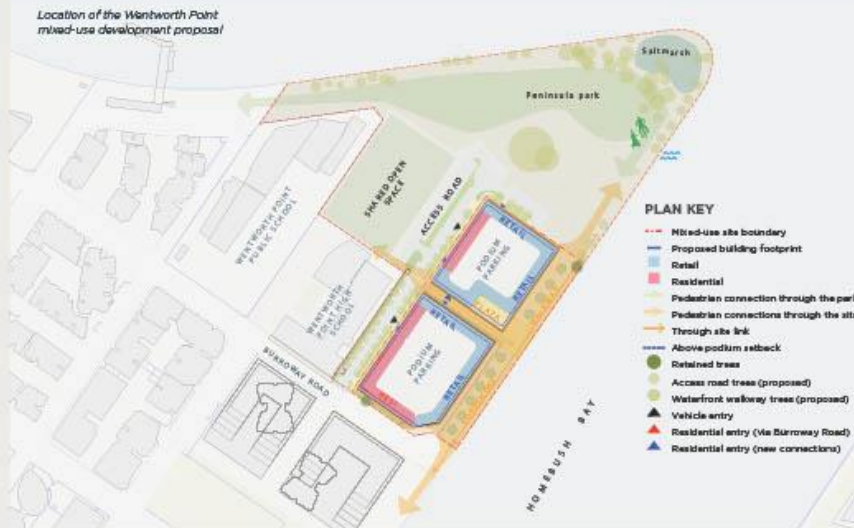 Location of the Wentworth Point
mixed-use development proposal
Saltmarsh
Peninsula park
SHARED OPEN
SPACE
ACCESS ROAD
WENTWORTH POINT
PUBLIC SCHOOL
RETAIL
PODIUM
PARKING
RETAIL
PLAZA
WENTWORTH
POINT HIGH
SCHOOL
RETAIL
PODIUM
PARKING
RETAIL
BURROWAY ROAD
HOMEBUSH BAY
PLAN KEY
Mixed-use site boundary
Proposed building footprint
Retail
Residential
Pedestrian connection through the
Pedestrian connections through the
Through site link
Above podium setback
Retained trees
Access road trees (proposed)
Waterfront walkway trees (proposed)
Vehicle entry
Residential entry (Via Burroway Road)
Residential entry (new connections)